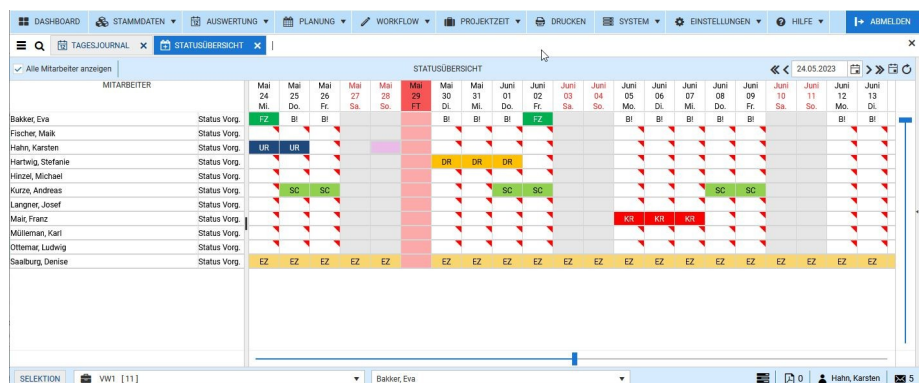 DASHBOARD STAMMDATEN AUSWERTUNG PLANUNG WORKFLOW PROJEKTZEIT DRUCKEN SYSTEM EINSTELLUNGEN HILFE ABMELDEN
TAGESJOURNAL X STATUSÜBERSICHT X X
Alle Mitarbeiter anzeigen STATUSÜBERSICHT 24.05.2023
MITARBEITER Mai Mai Mai Mai Mai Mai Mai Mai Juni Juni Juni Juni Juni Juni Juni Juni Juni Juni Juni Juni Juni
24 25 26 27 28 29 30 31 01 02 03 04 05 06 07 08 09 10 11 12 13
Mi. Do. Fr. Sa. So. FT Di. Mi. Do. Fr. Sa. So. Mo. Di. Mi. Do. Fr. Sa. So. Mo. Di.
Bakker, Eva Status Vorg. FZ B! B! B! B! B! FZ B! B! B! B! B! B! B!
Fischer, Maik Status Vorg.
Hahn, Karsten Status Vorg. UR UR
Hartwig, Stefanie Status Vorg. DR DR DR
Hinzel, Michael Status Vorg.
Kurze, Andreas Status Vorg. SC SC SC SC SC SC
Langner, Josef Status Vorg.
Mair, Franz Status Vorg. KR KR KR
Mülleman, Karl Status Vorg.
Ottemar, Ludwig Status Vorg.
Saalburg, Denise Status Vorg. EZ EZ EZ EZ EZ EZ EZ EZ EZ EZ EZ EZ EZ EZ EZ EZ EZ EZ EZ EZ
SELEKTION VW1 [11] Bakker, Eva 0 Hahn, Karsten 5